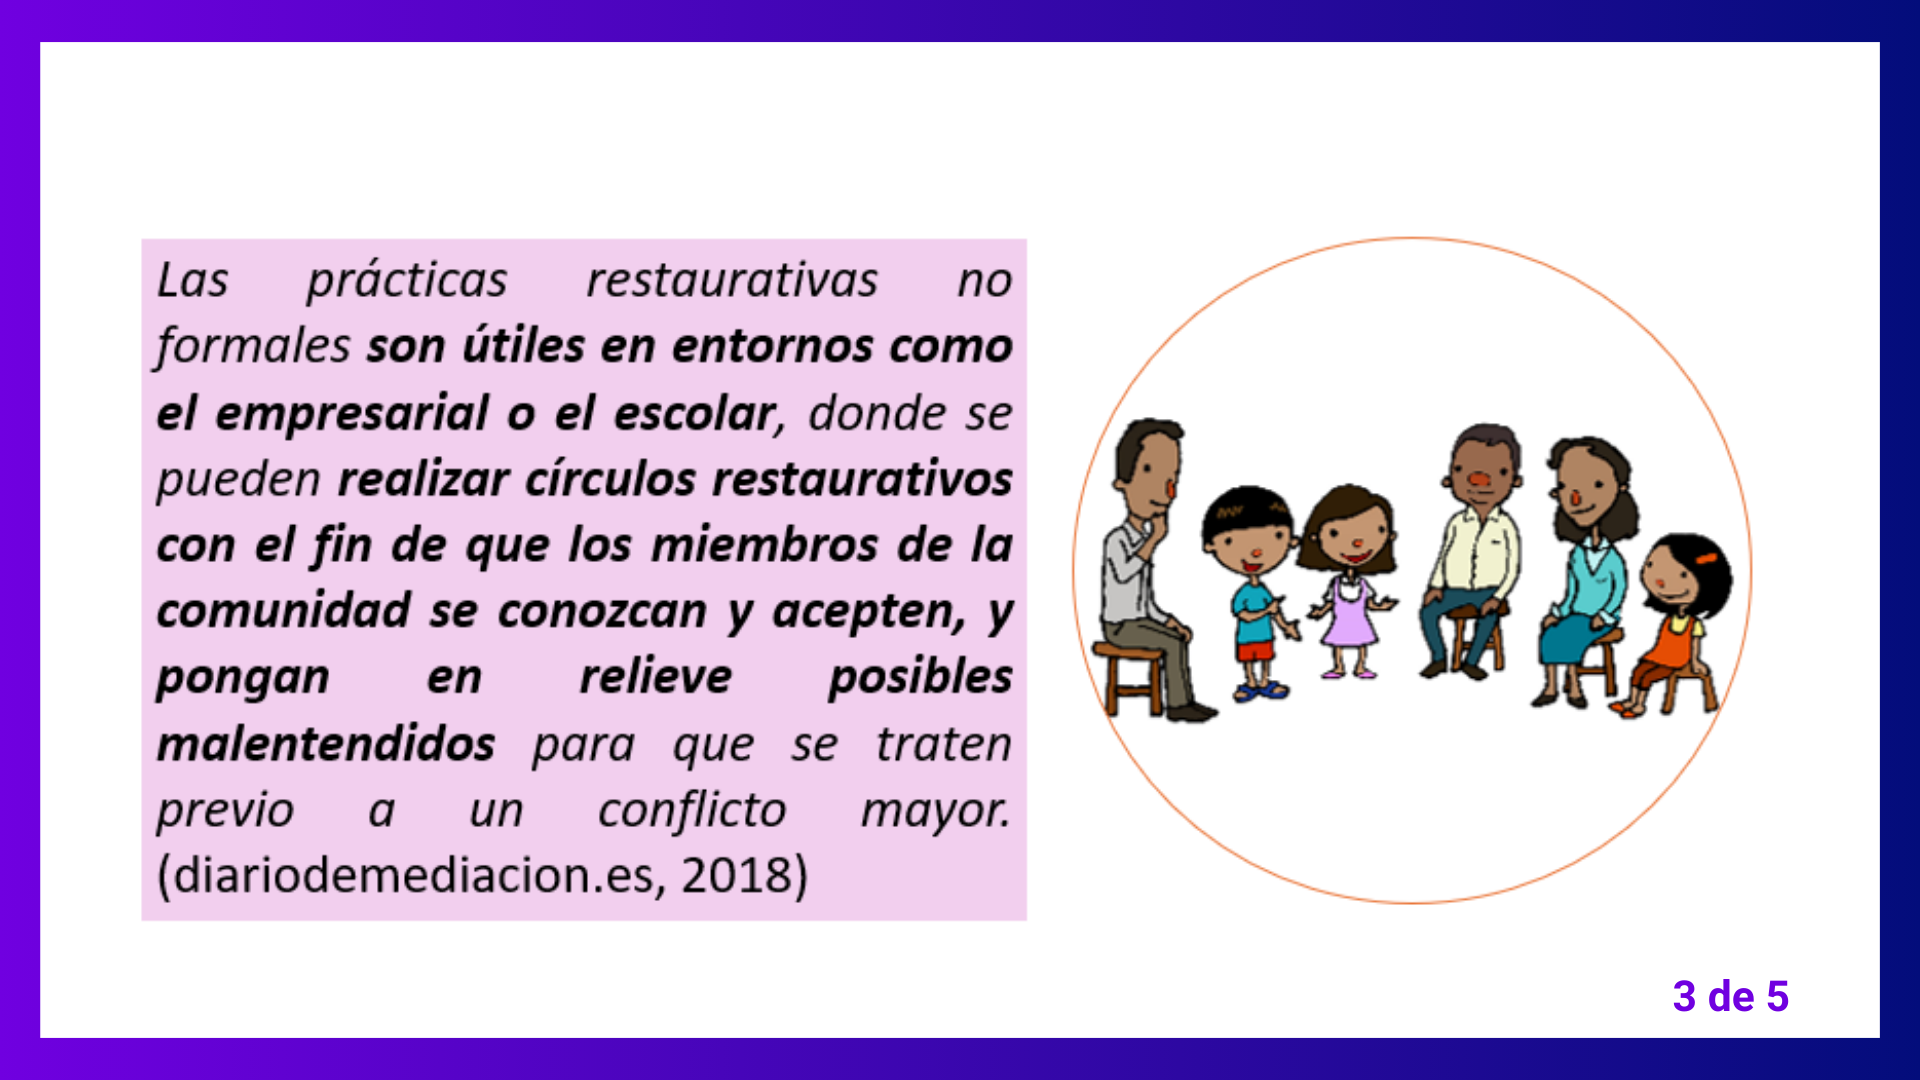 Las prácticas restaurativas no
formales son útiles en entornos como
el empresarial o el escolar, donde se
pueden realizar círculos restaurativos
con el fin de que los miembros de la
comunidad se conozcan y acepten, y
pongan en relieve posibles
malentendidos para que se traten
previo a un conflicto mayor.
(diariodemediacion.es, 2018)
3 de 5